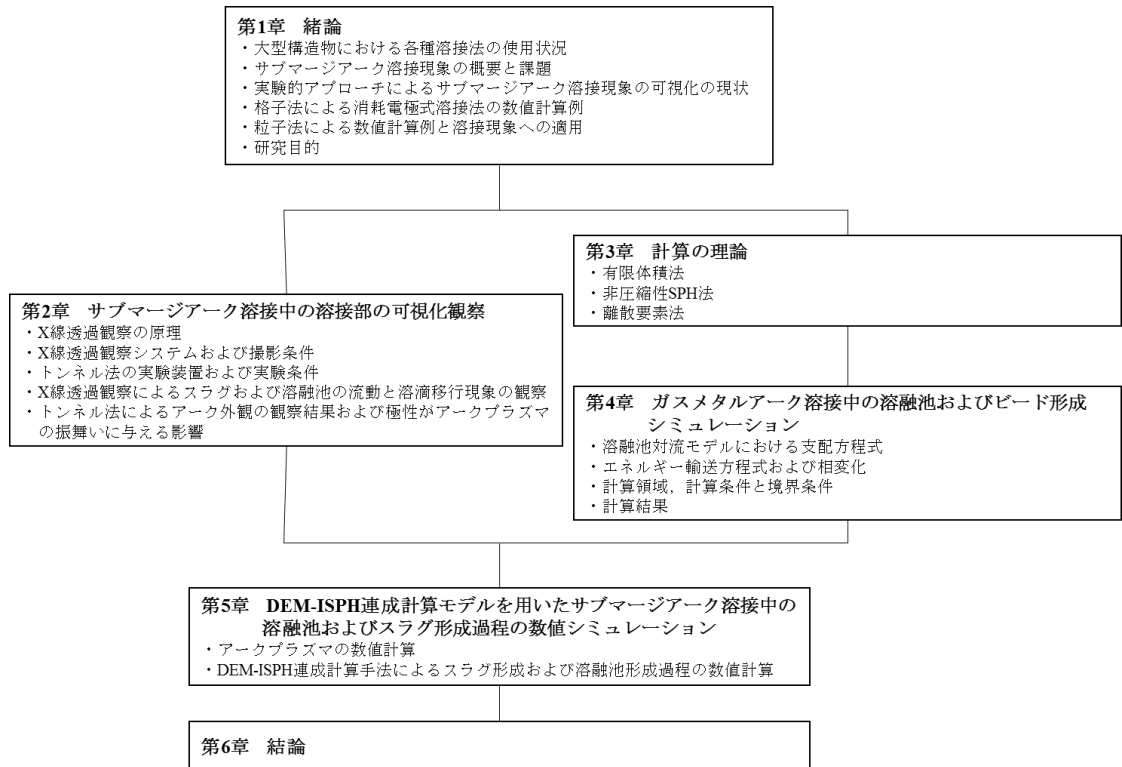 第1章 緒論
・大型構造物における各種溶接法の使用状況
・サブマージアーク溶接現象の概要と課題
・実験的アプローチによるサブマージアーク溶接現象の可視化の現状
・格子法による消耗電極式溶接法の数値計算例
・粒子法による数値計算例と溶接現象への適用
・研究目的
第2章 サブマージアーク溶接中の溶接部の可視化観察
・X線透過観察の原理
・X線透過観察システムおよび撮影条件
・トンネル法の実験装置および実験条件
・X線透過観察によるスラグおよび溶融池の流動と溶滴移行現象の観察
・トンネル法によるアーク外観の観察結果および極性がアークプラズマ
の振舞いに与える影響
第3章 計算の理論
・有限体積法
・非圧縮性SPH法
・離散要素法
第4章 ガスメタルアーク溶接中の溶融池およびビード形成
シミュレーション
・溶融池対流モデルにおける支配方程式
・エネルギー輸送方程式および相変化
・計算領域，計算条件と境界条件
・計算結果
第5章 DEM-ISPH連成計算モデルを用いたサブマージアーク溶接中の
溶融池およびスラグ形成過程の数値シミュレーション
・アークプラズマの数値計算
・DEM-ISPH連成計算手法によるスラグ形成および溶融池形成過程の数値計算
第6章 結論